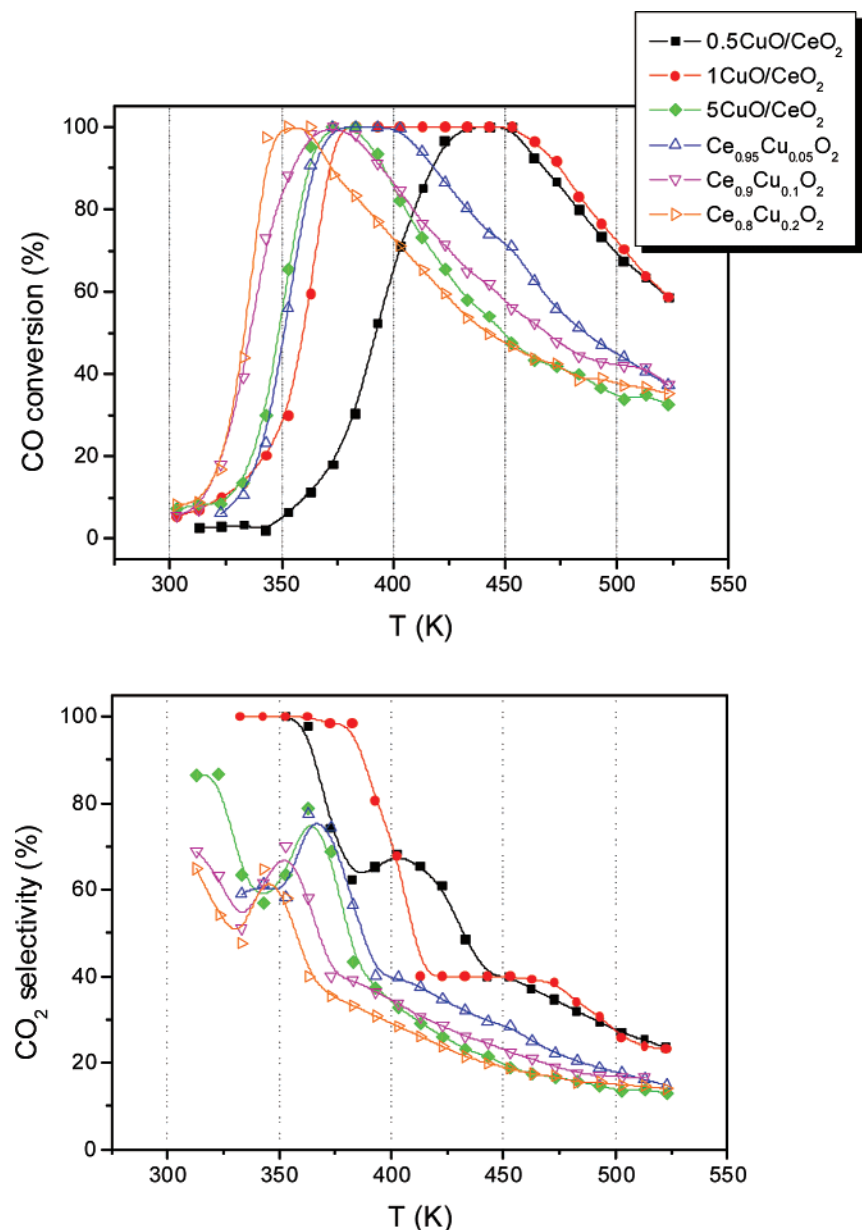 0.5CuO/CeO₂
1CuO/CeO₂
5CuO/CeO₂
Ce₀.₉₅Cu₀.₀₅O₂
Ce₀.₉Cu₀.₁O₂
Ce₀.₈Cu₀.₂O₂
CO conversion (%)
100
80
60
40
20
0
300 350 400 450 500 550
T (K)
CO₂ selectivity (%)
100
80
60
40
20
0
300 350 400 450 500 550
T (K)